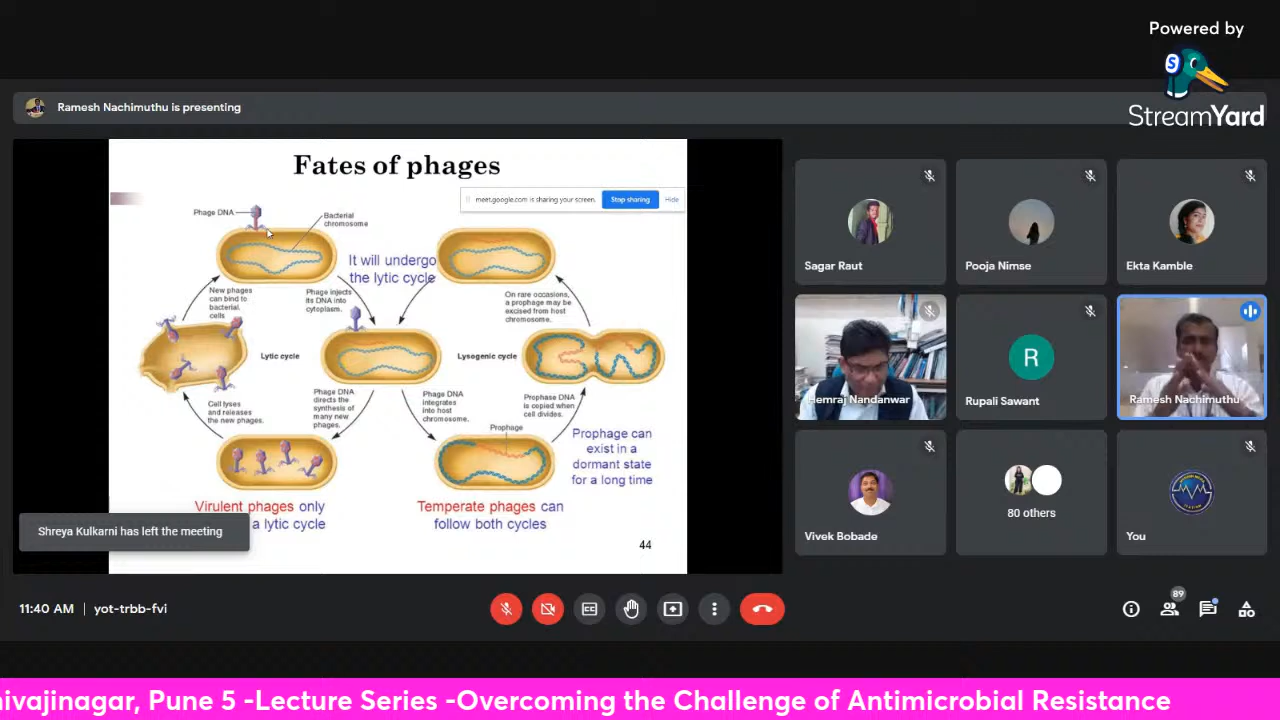 Powered by
StreamYard
Ramesh Nachimuthu is presenting
Fates of phages
meet.google.com is sharing your screen.
Stop sharing
Hide
Phage DNA
Bacterial
chromosome
It will undergo
the lytic cycle
New phages
can bind to
bacterial
cells
Phage injects
its DNA into
cytoplasm.
On rare occasions,
a prophage may be
excised from host
chromosome.
Lytic cycle
Lysogenic cycle
Cell lyses
and releases
the new phages.
Phage DNA
directs the
synthesis of
many new
phages.
Phage DNA
integrates
into host
chromosome.
Prophase DNA
is copied when
cell divides.
Prophage
Prophage can
exist in a
dormant state
for a long time
Virulent phages only
a lytic cycle
Temperate phages can
follow both cycles
44
Shreya Kulkarni has left the meeting
Sagar Raut
Pooja Nimse
Ekta Kamble
Hemraj Nandanwar
R
Rupali Sawant
Ramesh Nachimuthu
Vivek Bobade
80 others
You
11:40 AM | yot-trbb-fvi
89
hivajinagar, Pune 5 -Lecture Series -Overcoming the Challenge of Antimicrobial Resistance